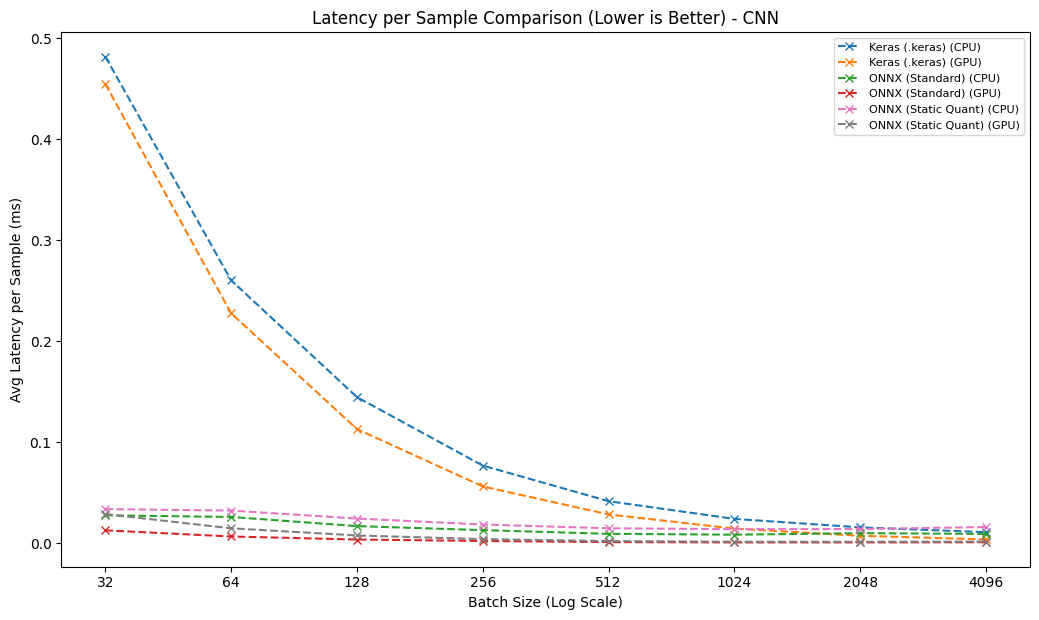 Latency per Sample Comparison (Lower is Better) - CNN
Keras (.keras) (CPU)
Keras (.keras) (GPU)
ONNX (Standard) (CPU)
ONNX (Standard) (GPU)
ONNX (Static Quant) (CPU)
ONNX (Static Quant) (GPU)
Avg Latency per Sample (ms)
0.5
0.4
0.3
0.2
0.1
0.0
32 64 128 256 512 1024 2048 4096
Batch Size (Log Scale)